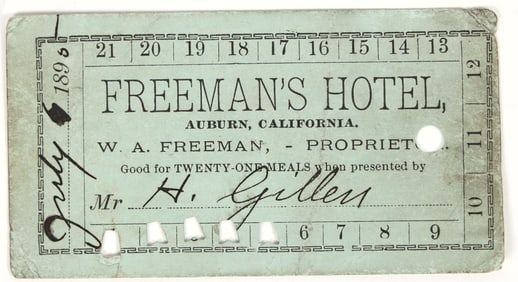 21 20 19 18 17 16 15 14 13
FREEMAN'S HOTEL,
AUBURN, CALIFORNIA.
W. A. FREEMAN, - PROPRIET
Good for TWENTY-ONE MEALS when presented by
Mr H. Gillen
6 7 8 9
12
11
10
July 189